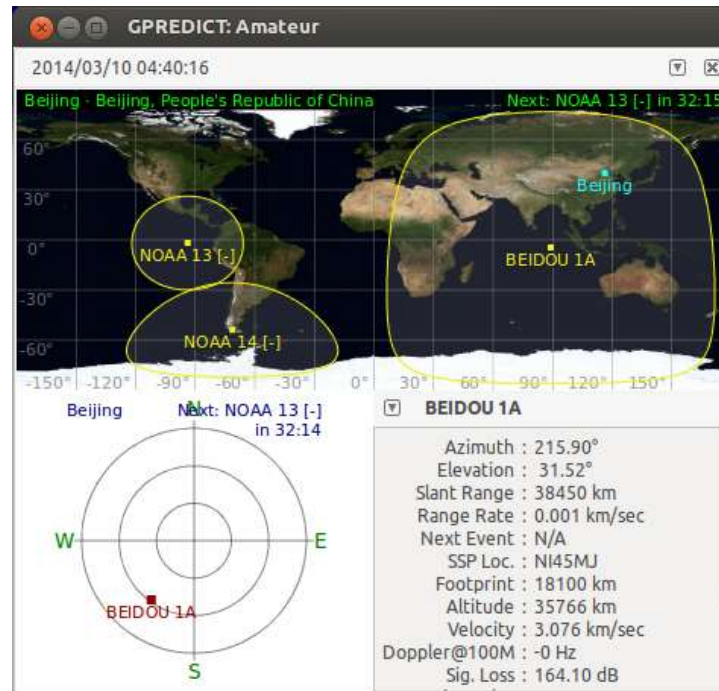 GPREDICT: Amateur
2014/03/10 04:40:16
Beijing - Beijing, People's Republic of China
Next: NOAA 13 [-] in 32:15
60°
30°
Beijing
0°
NOAA 13 [-]
BEIDOU 1A
-30°
NOAA 14 [-]
-60°
-150° -120° -90° -60° -30° 0° 30° 60° 90° 120° 150°
Beijing
Next: NOAA 13 [-]
in 32:14
N
W
E
BEIDOU 1A
S
BEIDOU 1A
Azimuth : 215.90°
Elevation : 31.52°
Slant Range : 38450 km
Range Rate : 0.001 km/sec
Next Event : N/A
SSP Loc. : NI45MJ
Footprint : 18100 km
Altitude : 35766 km
Velocity : 3.076 km/sec
Doppler@100M : -0 Hz
Sig. Loss : 164.10 dB